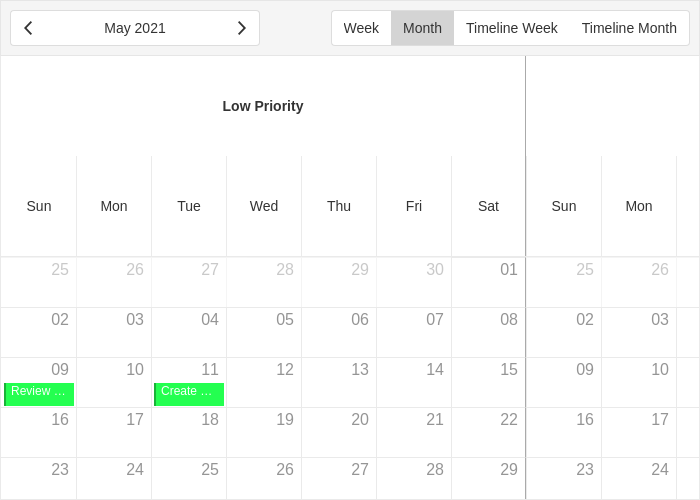 May 2021 Week Month Timeline Week Timeline Month
Low Priority
Sun Mon Tue Wed Thu Fri Sat Sun Mon
25 26 27 28 29 30 01 25 26
02 03 04 05 06 07 08 02 03
09 10 11 12 13 14 15 09 10
Review ... Create ...
16 17 18 19 20 21 22 16 17
23 24 25 26 27 28 29 23 24